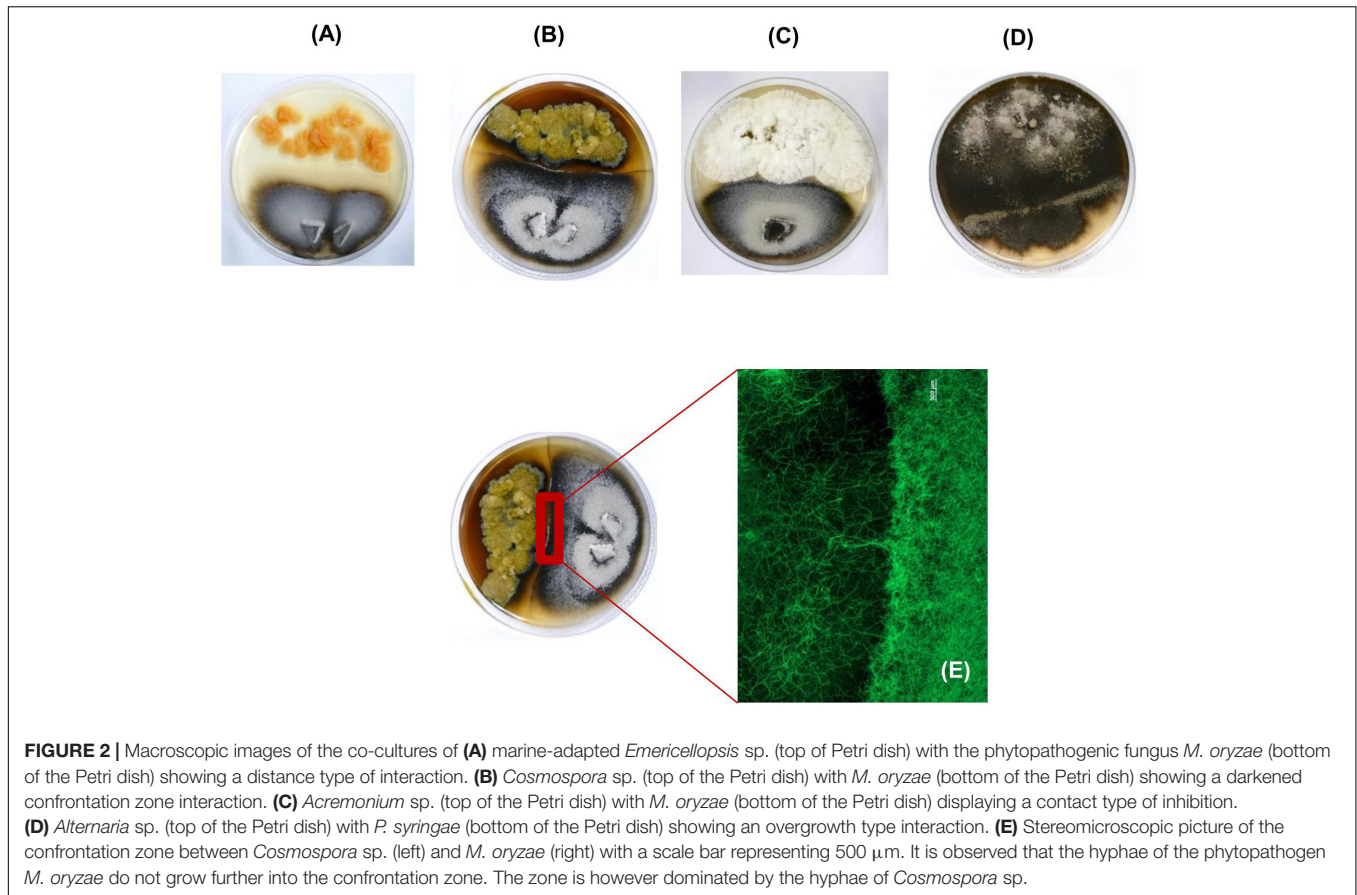 (A)
(B)
(C)
(D)
500 µm
(E)
FIGURE 2 | Macroscopic images of the co-cultures of (A) marine-adapted Emericellopsis sp. (top of Petri dish) with the phytopathogenic fungus M. oryzae (bottom
of the Petri dish) showing a distance type of interaction. (B) Cosmospora sp. (top of the Petri dish) with M. oryzae (bottom of the Petri dish) showing a darkened
confrontation zone interaction. (C) Acremonium sp. (top of the Petri dish) with M. oryzae (bottom of the Petri dish) displaying a contact type of inhibition.
(D) Alternaria sp. (top of the Petri dish) with P. syringae (bottom of the Petri dish) showing an overgrowth type interaction. (E) Stereomicroscopic picture of the
confrontation zone between Cosmospora sp. (left) and M. oryzae (right) with a scale bar representing 500 µm. It is observed that the hyphae of the phytopathogen
M. oryzae do not grow further into the confrontation zone. The zone is however dominated by the hyphae of Cosmospora sp.